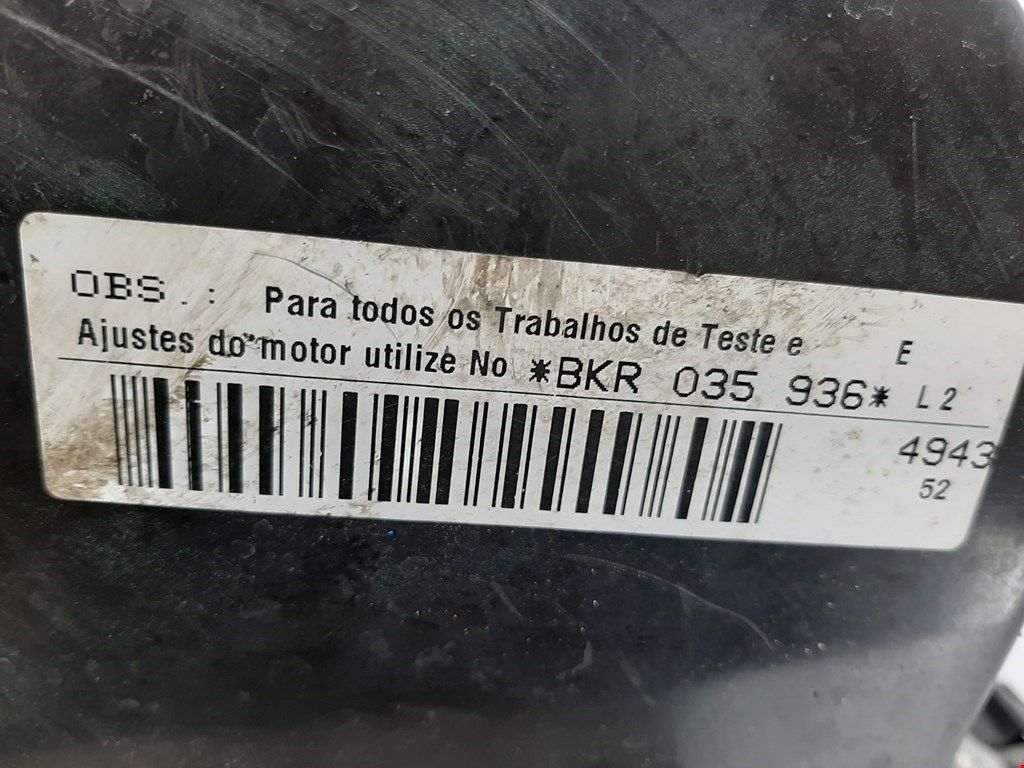 OBS.: Para todos os Trabalhos de Teste e E
Ajustes do motor utilize No *BKR 035 936* L2
4943
52